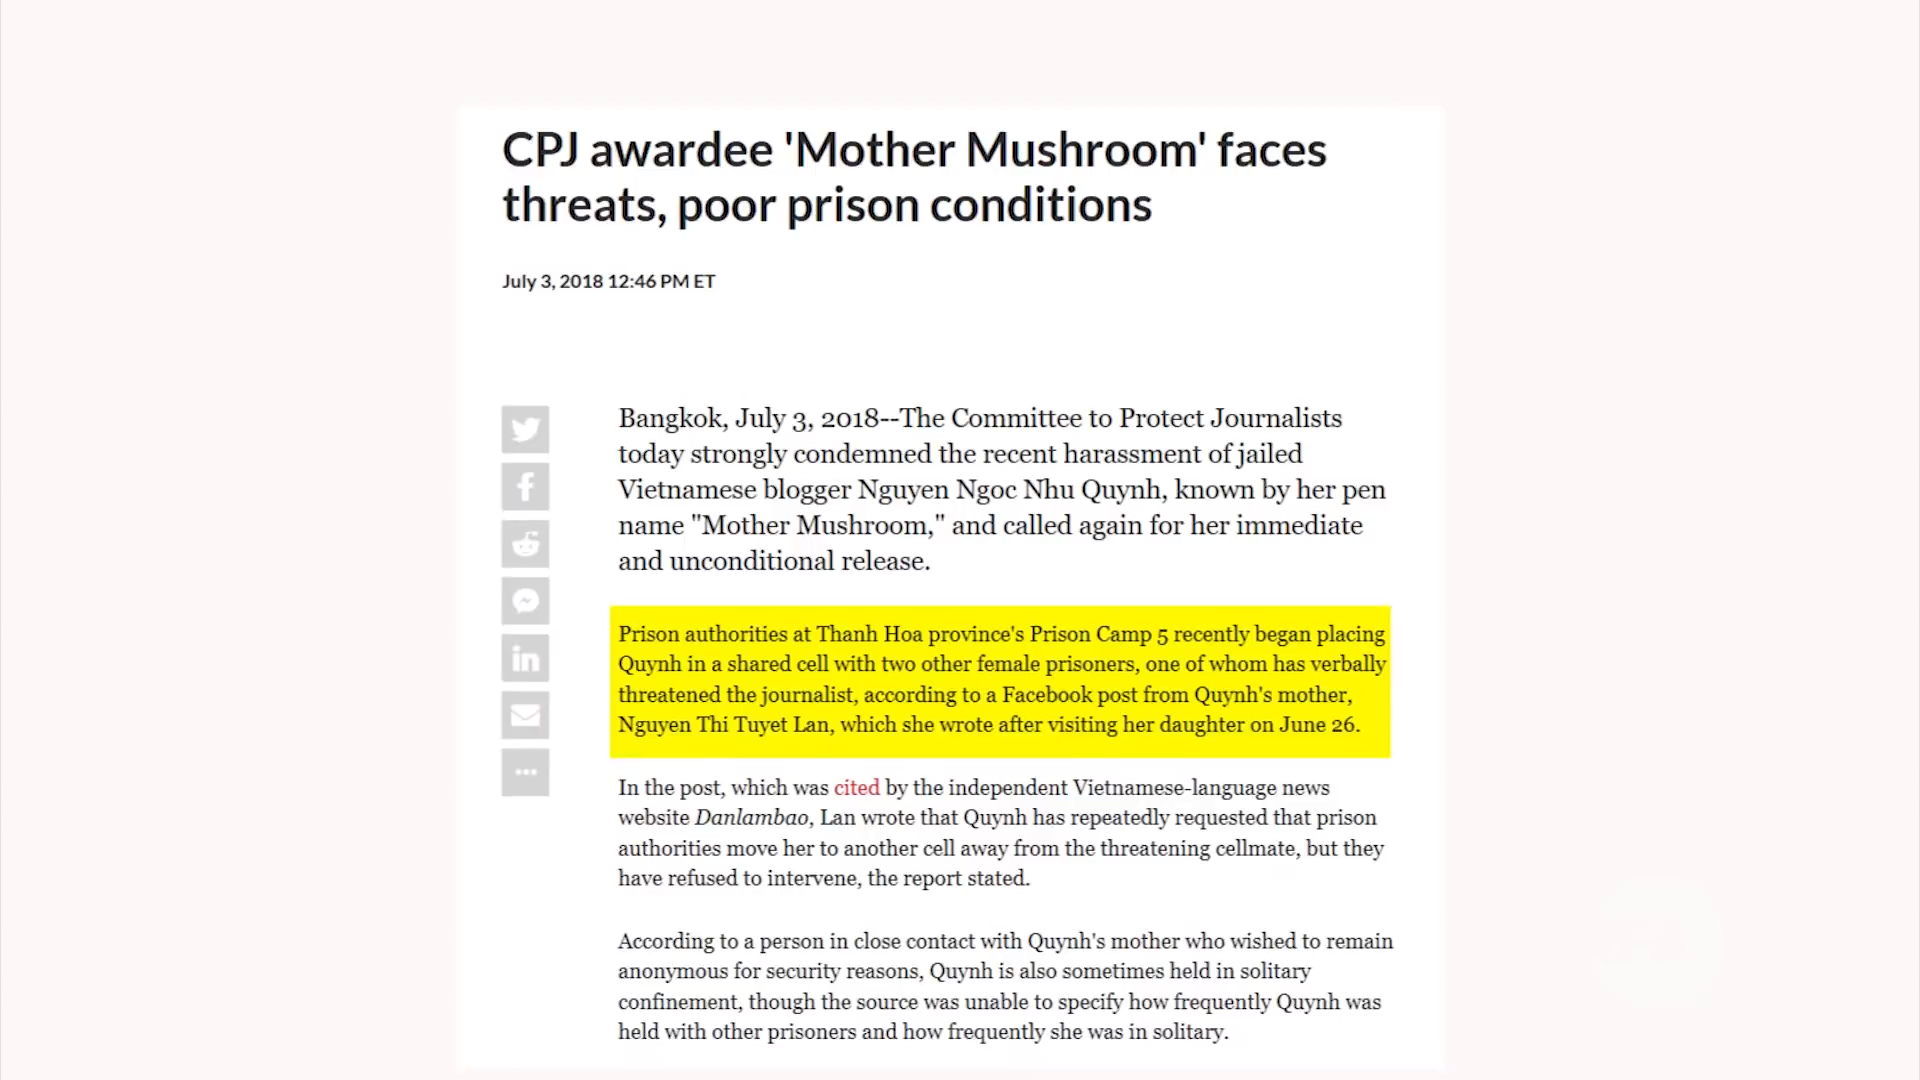 CPJ awardee 'Mother Mushroom' faces
threats, poor prison conditions
July 3, 2018 12:46 PM ET
Bangkok, July 3, 2018--The Committee to Protect Journalists
today strongly condemned the recent harassment of jailed
Vietnamese blogger Nguyen Ngoc Nhu Quynh, known by her pen
name "Mother Mushroom," and called again for her immediate
and unconditional release.
Prison authorities at Thanh Hoa province's Prison Camp 5 recently began placing
Quynh in a shared cell with two other female prisoners, one of whom has verbally
threatened the journalist, according to a Facebook post from Quynh's mother,
Nguyen Thi Tuyet Lan, which she wrote after visiting her daughter on June 26.
In the post, which was cited by the independent Vietnamese-language news
website Danlambao, Lan wrote that Quynh has repeatedly requested that prison
authorities move her to another cell away from the threatening cellmate, but they
have refused to intervene, the report stated.
According to a person in close contact with Quynh's mother who wished to remain
anonymous for security reasons, Quynh is also sometimes held in solitary
confinement, though the source was unable to specify how frequently Quynh was
held with other prisoners and how frequently she was in solitary.